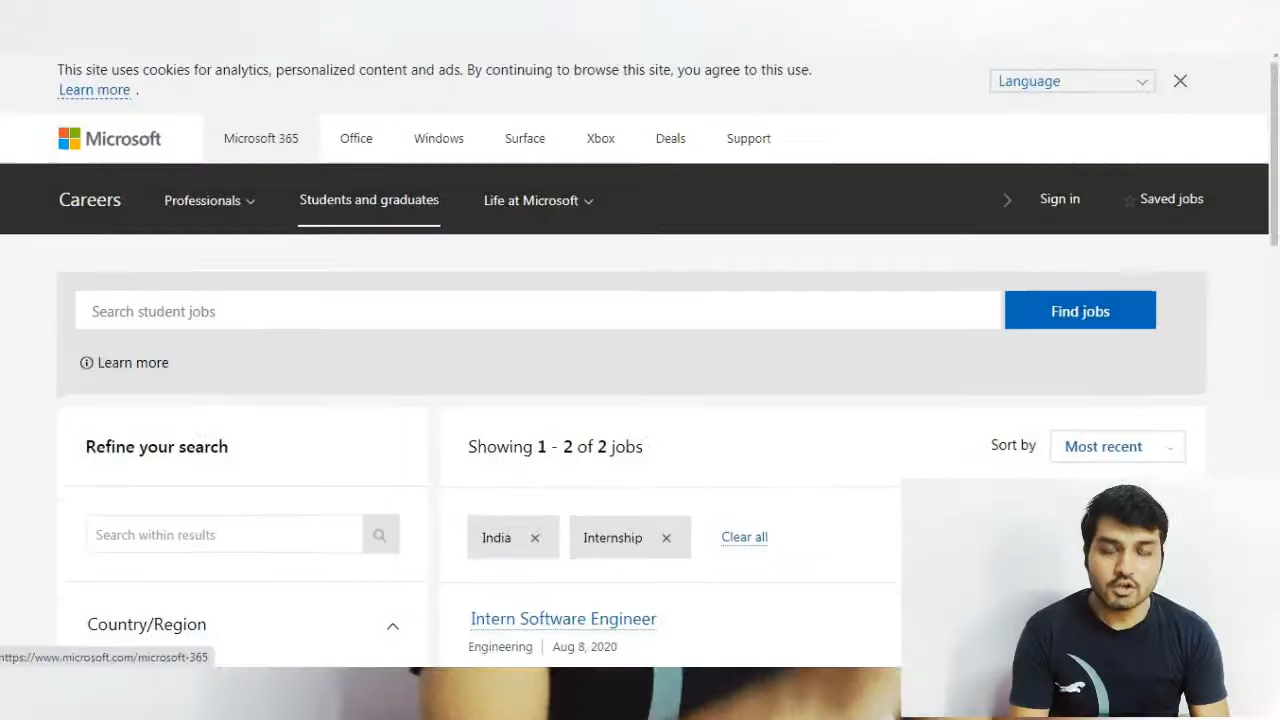 This site uses cookies for analytics, personalized content and ads. By continuing to browse this site, you agree to this use.
Learn more .
Language
Microsoft
Microsoft 365
Office
Windows
Surface
Xbox
Deals
Support
Careers
Professionals
Students and graduates
Life at Microsoft
Sign in
Saved jobs
Search student jobs
Find jobs
Learn more
Refine your search
Showing 1 - 2 of 2 jobs
Sort by
Most recent
Search within results
India
Internship
Clear all
Country/Region
Intern Software Engineer
Engineering | Aug 8, 2020
https://www.microsoft.com/microsoft-365